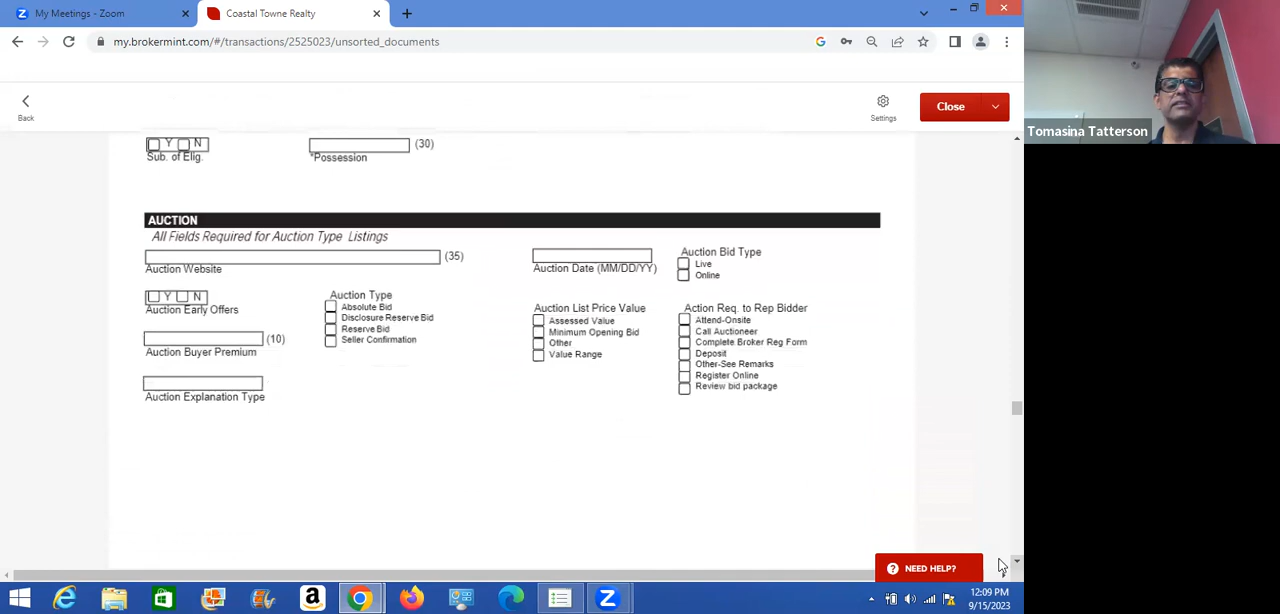 My Meetings - Zoom
Coastal Towne Realty
my.brokermint.com/#/transactions/2525023/unsorted_documents
Back
Settings
Close
Tomasina Tatterson
Y N
Sub. of Elig.
(30)
*Possession
AUCTION
All Fields Required for Auction Type Listings
(35)
Auction Website
Auction Date (MM/DD/YY)
Auction Bid Type
Live
Online
Y N
Auction Early Offers
Auction Type
Absolute Bid
Disclosure Reserve Bid
Reserve Bid
Seller Confirmation
Auction List Price Value
Assessed Value
Minimum Opening Bid
Other
Value Range
Action Req. to Rep Bidder
Attend-Onsite
Call Auctioneer
Complete Broker Reg Form
Deposit
Other-See Remarks
Register Online
Review bid package
(10)
Auction Buyer Premium
Auction Explanation Type
NEED HELP?
12:09 PM
9/15/2023